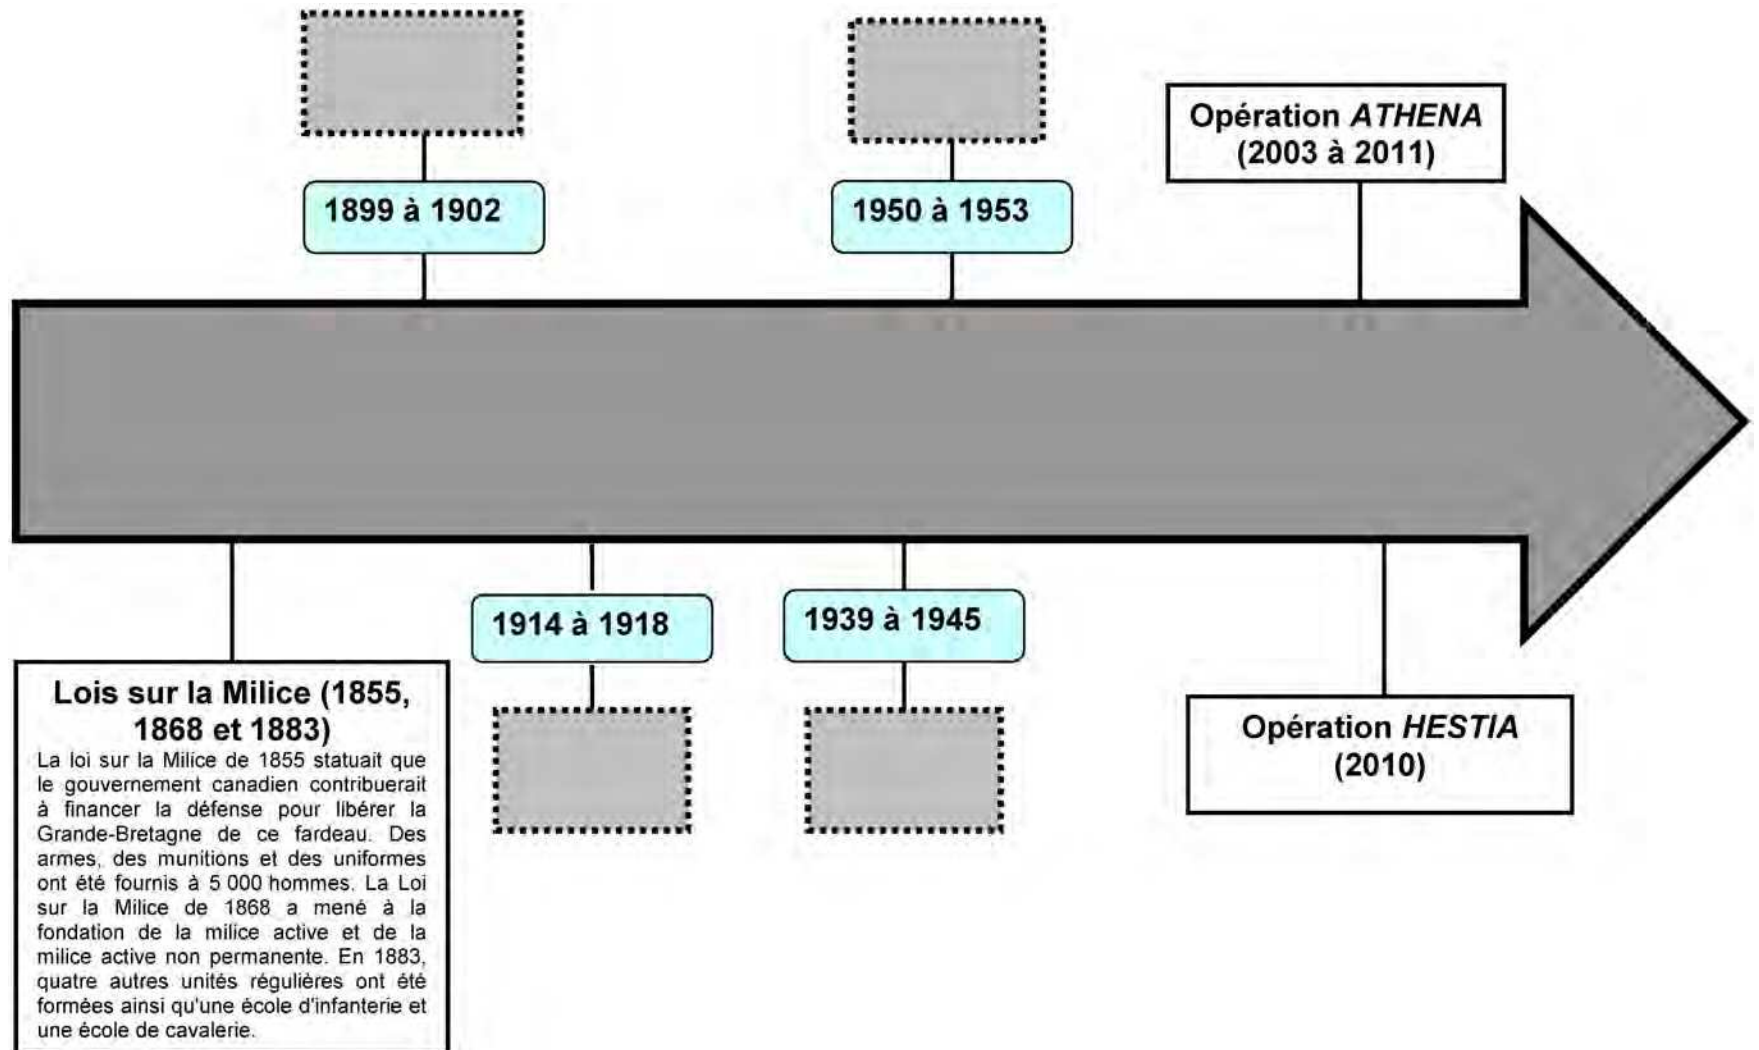 Opération ATHENA
(2003 à 2011)
1899 à 1902
1950 à 1953
1914 à 1918
1939 à 1945
Lois sur la Milice (1855,
1868 et 1883)
La loi sur la Milice de 1855 statuait que
le gouvernement canadien contribuerait
à financer la défense pour libérer la
Grande-Bretagne de ce fardeau. Des
armes, des munitions et des uniformes
ont été fournis à 5 000 hommes. La Loi
sur la Milice de 1868 a mené à la
fondation de la milice active et de la
milice active non permanente. En 1883,
quatre autres unités régulières ont été
formées ainsi qu'une école d'infanterie et
une école de cavalerie.
Opération HESTIA
(2010)